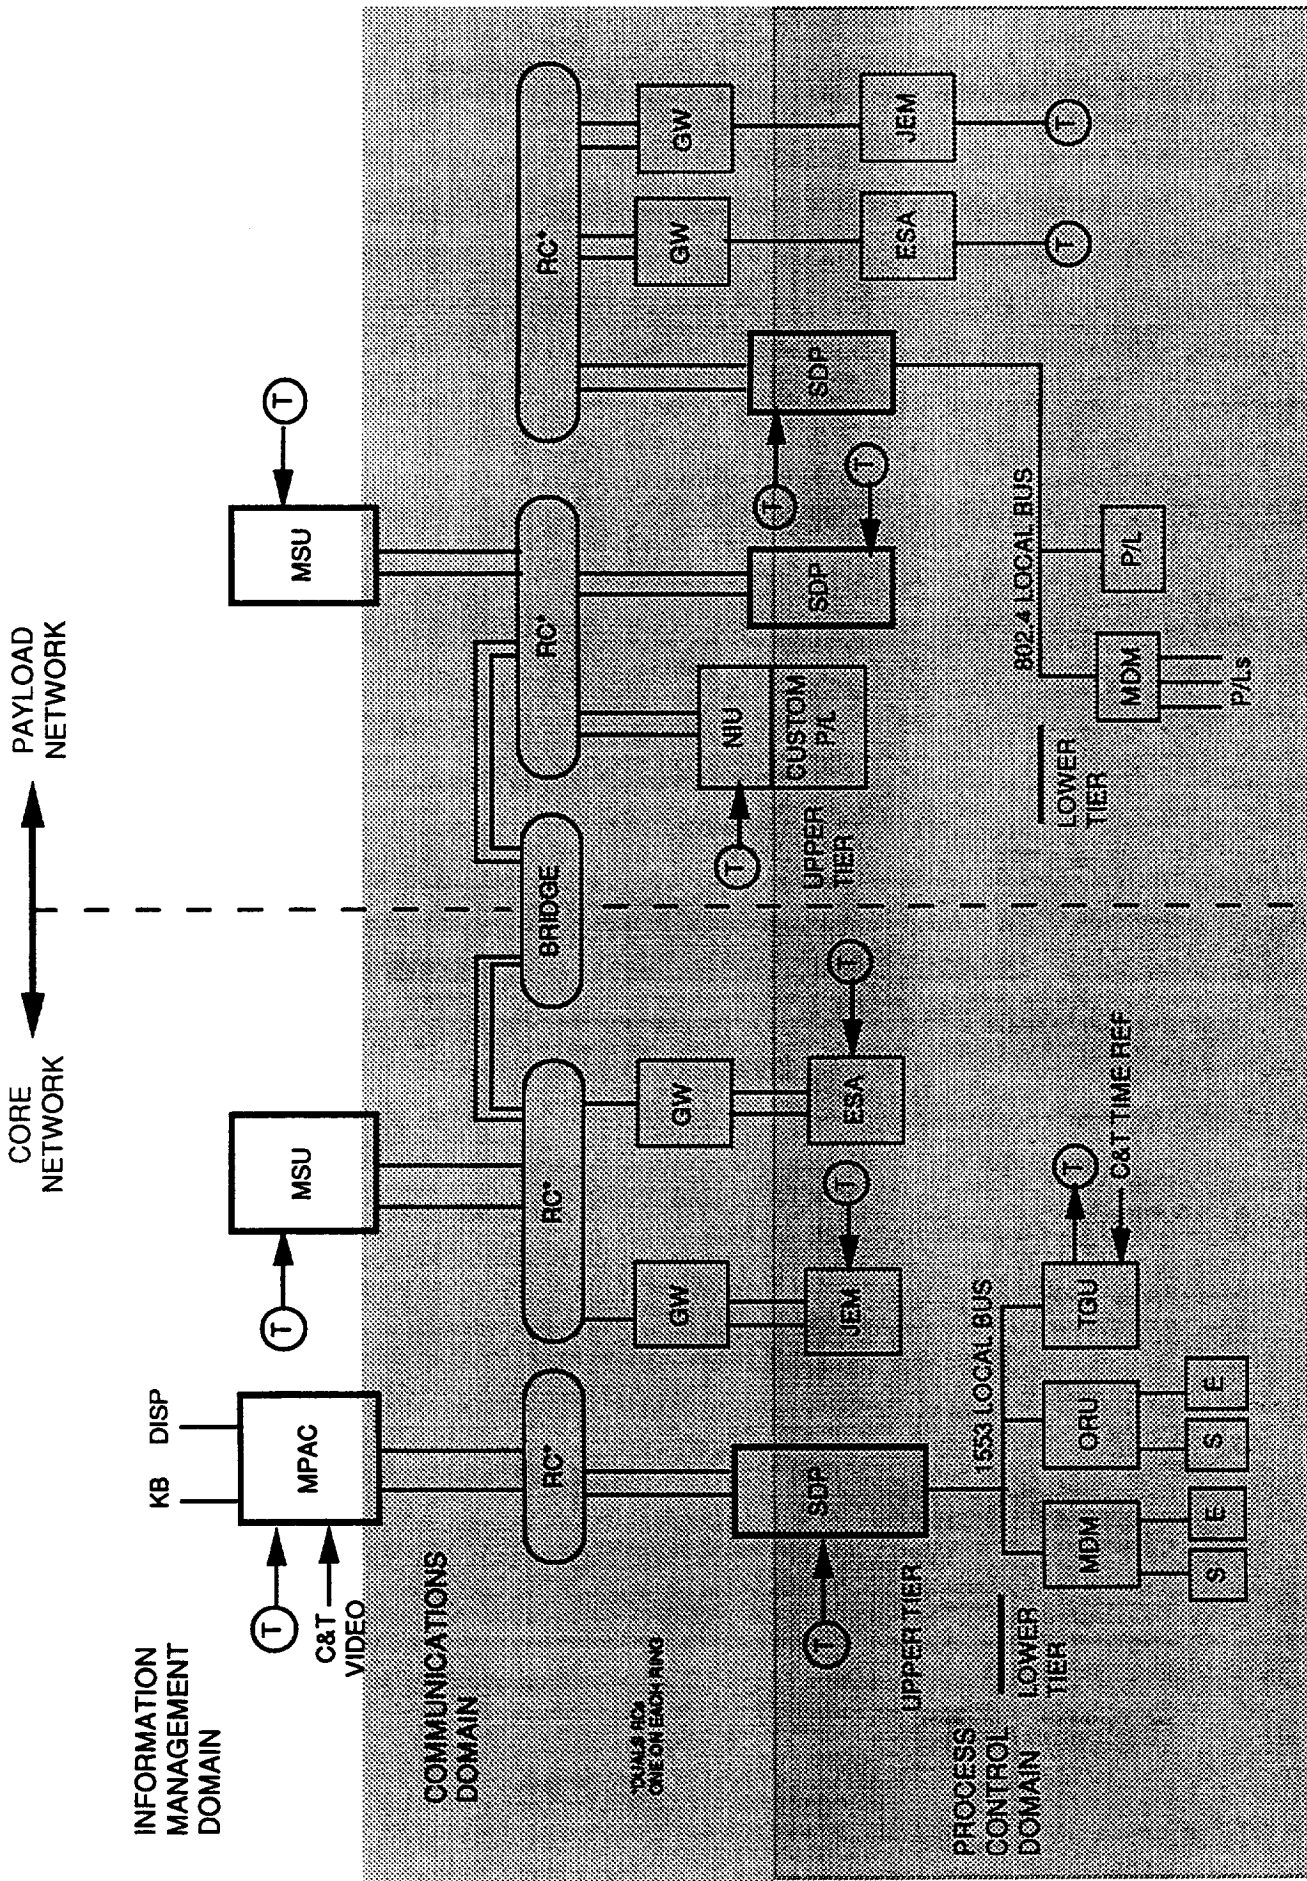 CORE
NETWORK
PAYLOAD
NETWORK
INFORMATION
MANAGEMENT
DOMAIN
KB
DISP
T
C&T
VIDEO
MPAC
T
MSU
MSU
T
COMMUNICATIONS
DOMAIN
RC*
RC*
BRIDGE
RC*
RC*
*DUALS RCs
ONE ON EACH RING
GW
GW
GW
GW
T
SDP
JEM
T
ESA
T
T
NIU
CUSTOM
P/L
SDP
T
T
SDP
ESA
T
JEM
T
UPPER TIER
UPPER
TIER
PROCESS
CONTROL
DOMAIN
LOWER
TIER
1553 LOCAL BUS
MDM
S
E
ORU
S
E
TGU
T
C&T TIME REF
LOWER
TIER
802.4 LOCAL BUS
MDM
P/Ls
P/L